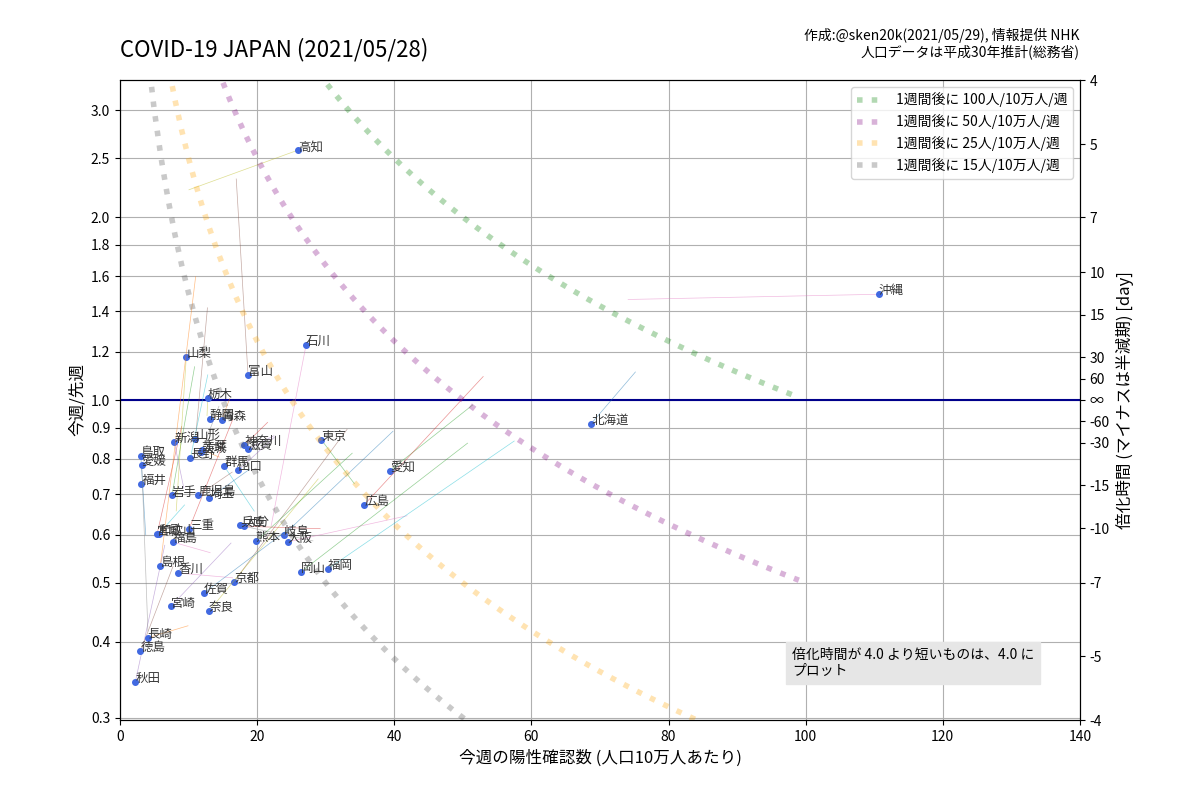 COVID-19 JAPAN (2021/05/28)
作成:@sken20k(2021/05/29), 情報提供 NHK
人口データは平成30年推計(総務省)
1週間後に 100人/10万人/週
1週間後に 50人/10万人/週
1週間後に 25人/10万人/週
1週間後に 15人/10万人/週
今週/先週
3.0
2.5
2.0
1.8
1.6
1.4
1.2
1.0
0.9
0.8
0.7
0.6
0.5
0.4
0.3
高知
沖縄
石川
山梨
富山
栃木
静岡
青森
北海道
東京
新潟
山形
神奈川
滋賀
茨城
鳥取
長野
愛媛
群馬
山口
愛知
福井
岩手
鹿児島
埼玉
広島
三重
兵庫
大分
福島
熊本
岐阜
大阪
島根
香川
京都
岡山
福岡
佐賀
宮崎
奈良
長崎
徳島
秋田
倍化時間が 4.0 より短いものは、4.0 に
プロット
4
5
7
10
15
30
60
∞
-60
-30
-15
-10
-7
-5
-4
倍化時間 (マイナスは半減期) [day]
0
20
40
60
80
100
120
140
今週の陽性確認数 (人口10万人あたり)